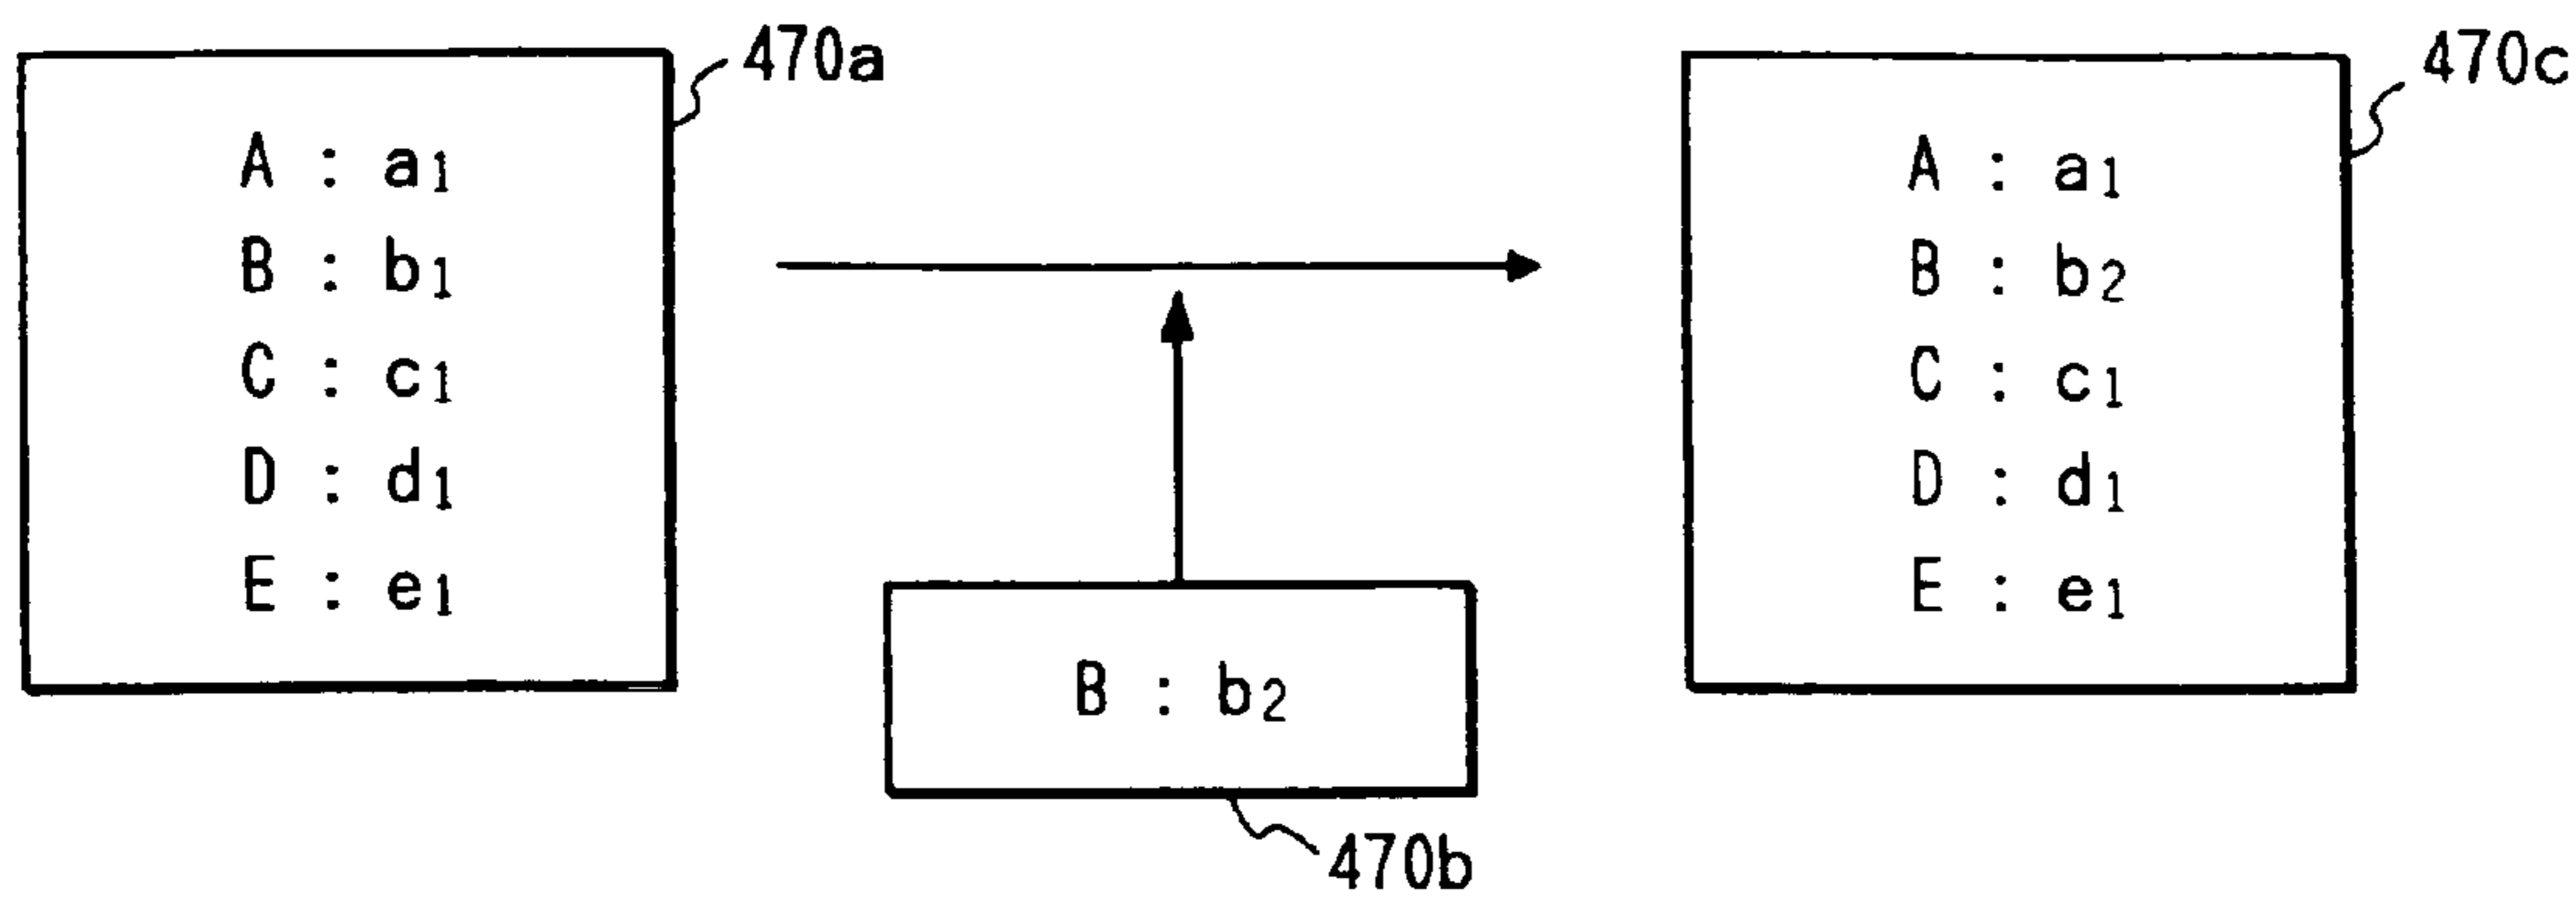 470a
A : a1
B : b1
C : c1
D : d1
E : e1
B : b2
470b
470c
A : a1
B : b2
C : c1
D : d1
E : e1